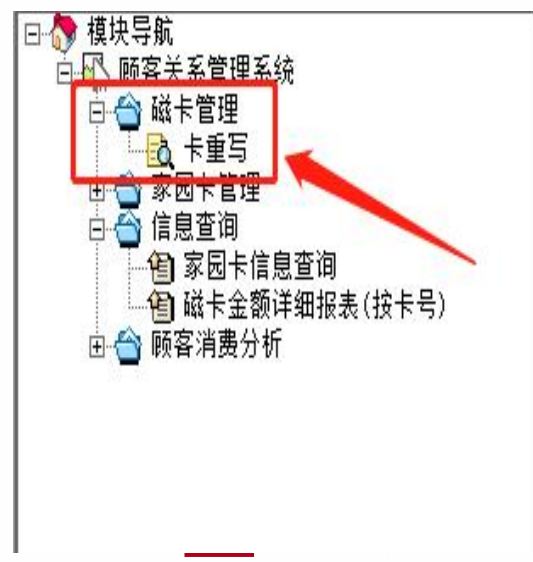 模块导航
顾客关系管理系统
磁卡管理
卡重写
家园卡管理
信息查询
家园卡信息查询
磁卡金额详细报表(按卡号)
顾客消费分析